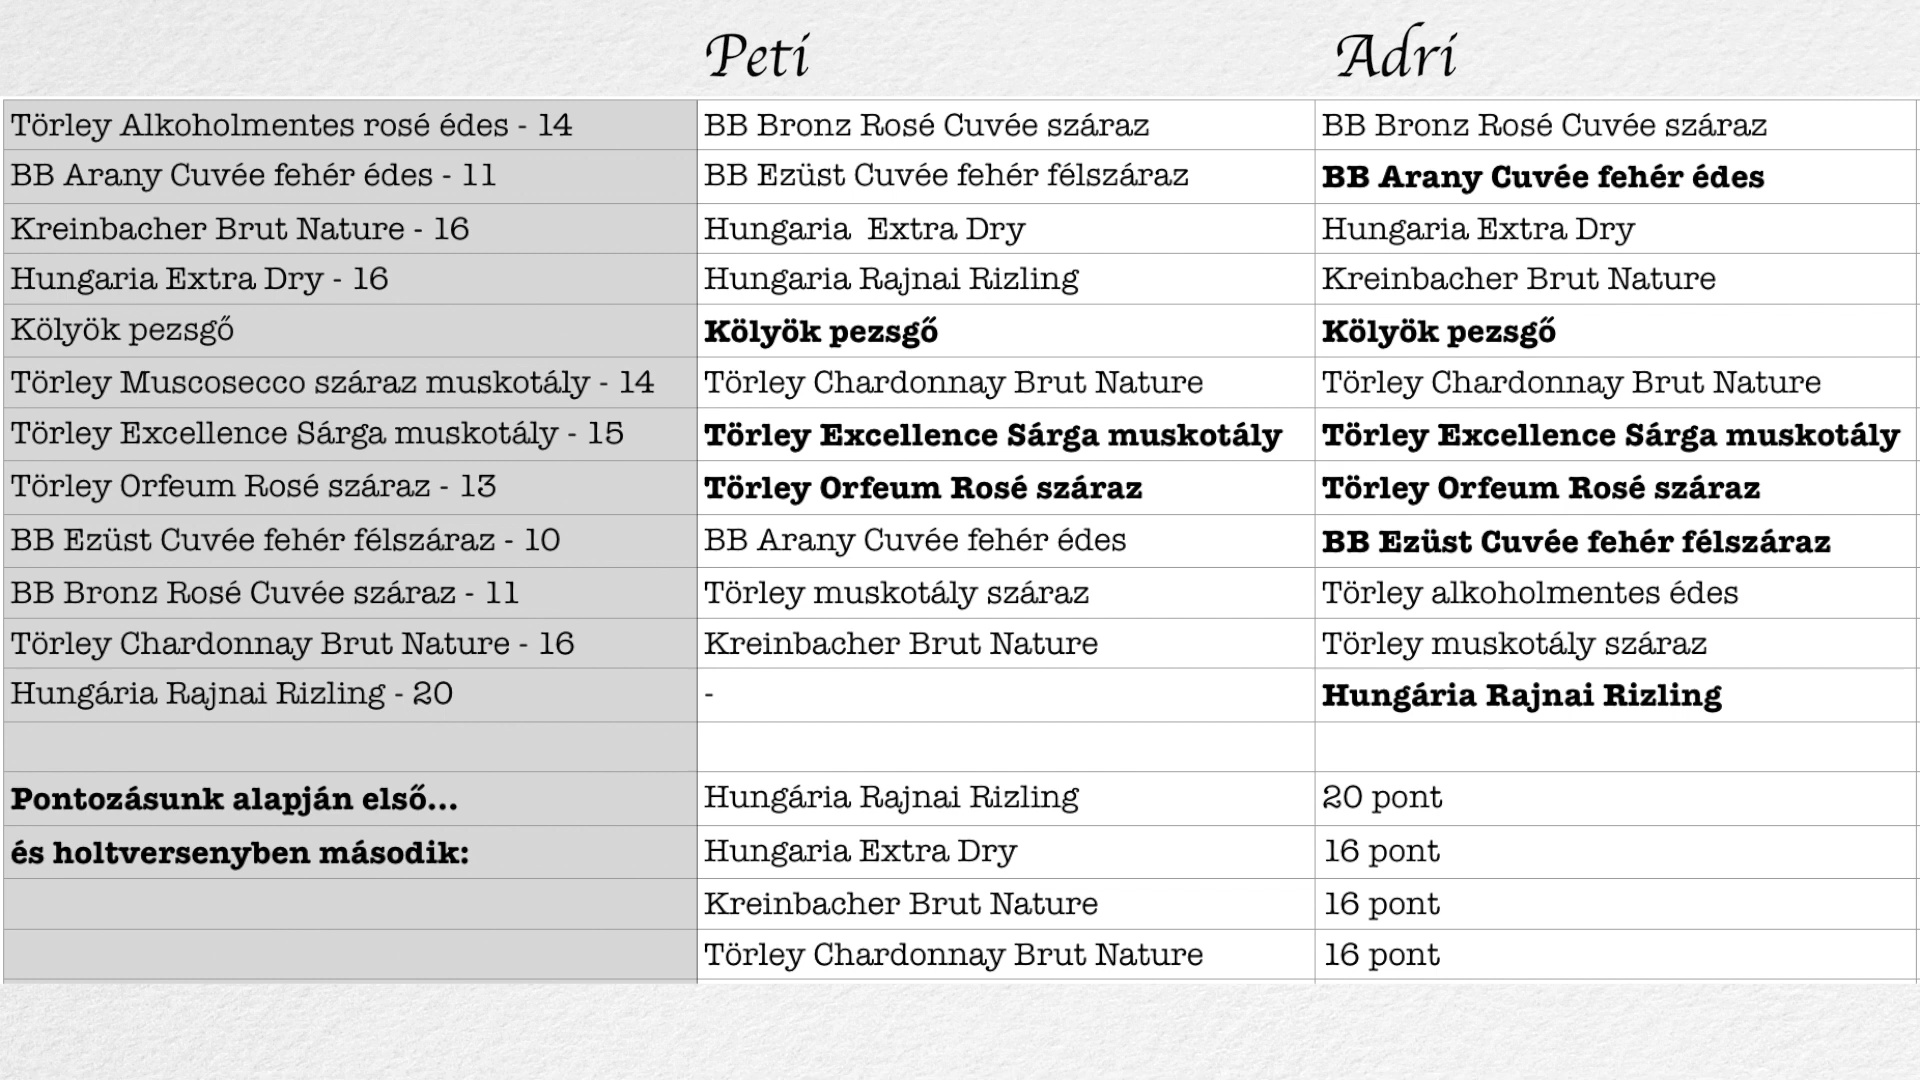 Peti Adri
Törley Alkoholmentes rosé édes - 14 BB Bronz Rosé Cuvée száraz BB Bronz Rosé Cuvée száraz
BB Arany Cuvée fehér édes - 11 BB Ezüst Cuvée fehér félszáraz BB Arany Cuvée fehér édes
Kreinbacher Brut Nature - 16 Hungaria Extra Dry Hungaria Extra Dry
Hungaria Extra Dry - 16 Hungaria Rajnai Rizling Kreinbacher Brut Nature
Kölyök pezsgő Kölyök pezsgő Kölyök pezsgő
Törley Muscosecco száraz muskotály - 14 Törley Chardonnay Brut Nature Törley Chardonnay Brut Nature
Törley Excellence Sárga muskotály - 15 Törley Excellence Sárga muskotály Törley Excellence Sárga muskotály
Törley Orfeum Rosé száraz - 13 Törley Orfeum Rosé száraz Törley Orfeum Rosé száraz
BB Ezüst Cuvée fehér félszáraz - 10 BB Arany Cuvée fehér édes BB Ezüst Cuvée fehér félszáraz
BB Bronz Rosé Cuvée száraz - 11 Törley muskotály száraz Törley alkoholmentes édes
Törley Chardonnay Brut Nature - 16 Kreinbacher Brut Nature Törley muskotály száraz
Hungária Rajnai Rizling - 20 - Hungária Rajnai Rizling
Pontozásunk alapján első... Hungária Rajnai Rizling 20 pont
és holtversenyben második: Hungaria Extra Dry 16 pont
Kreinbacher Brut Nature 16 pont
Törley Chardonnay Brut Nature 16 pont